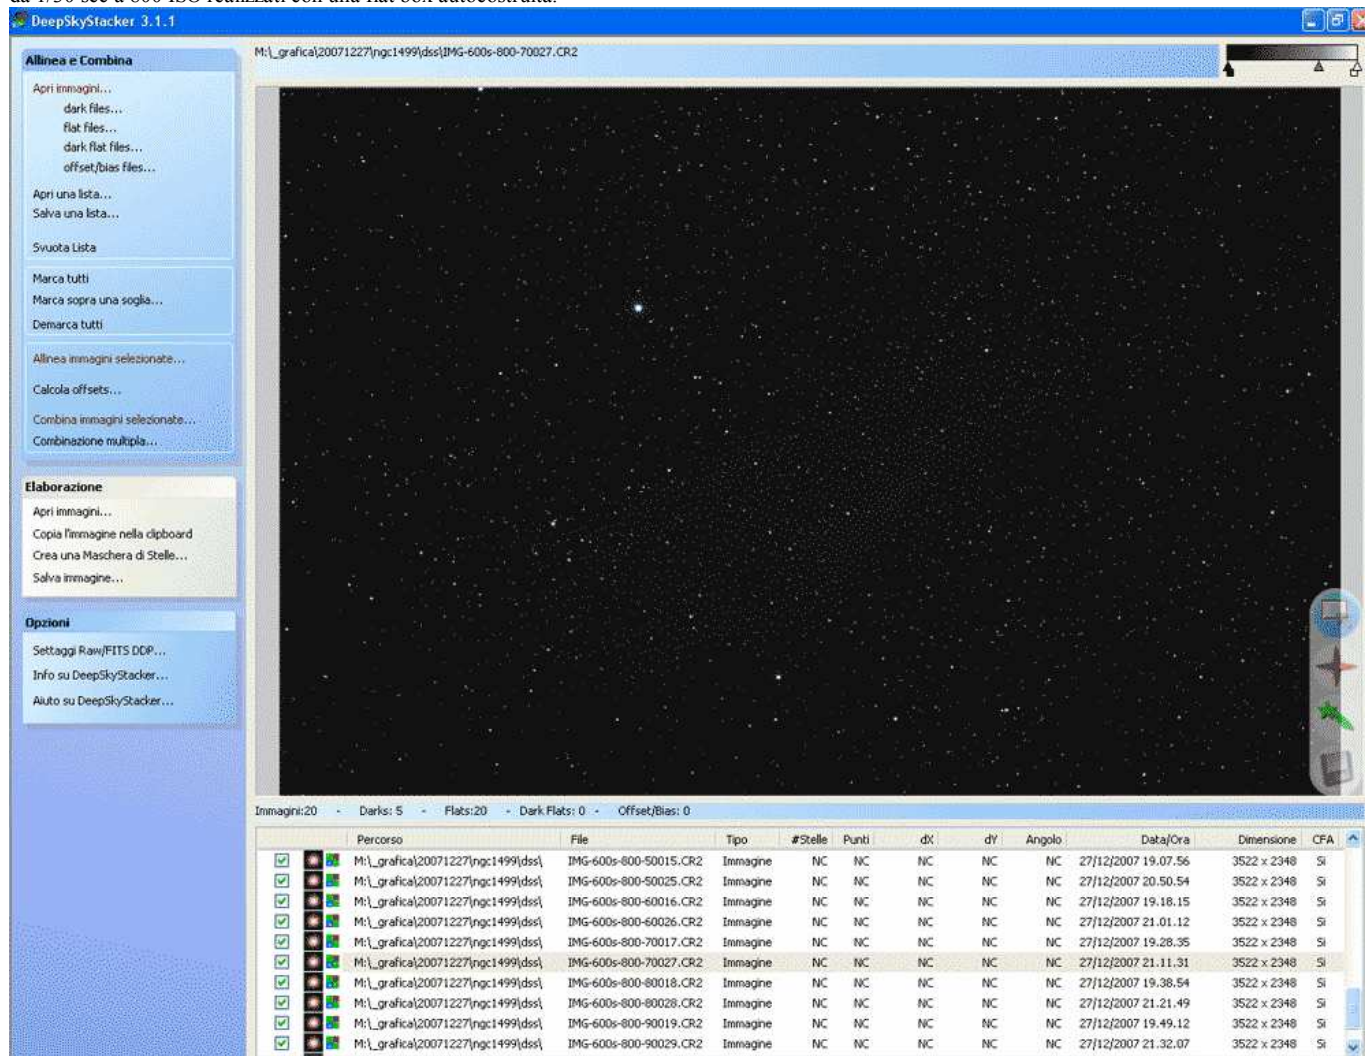 DeepSkyStacker 3.1.1
Allinea e Combina
Apri immagini...
dark files...
flat files...
dark flat files...
offset/bias files...
Apri una lista...
Salva una lista...
Svuota Lista
Marca tutti
Marca sopra una soglia...
Demarca tutti
Allinea immagini selezionate...
Calcola offsets...
Combina immagini selezionate...
Combinazione multipla...
Elaborazione
Apri immagini...
Copia l'immagine nella clipboard
Crea una Maschera di Stelle...
Salva immagine...
Opzioni
Settaggi Raw/FITS DDP...
Info su DeepSkyStacker...
Aiuto su DeepSkyStacker...
M:\_grafica\20071227\ngc1499\dss\IMG-600s-800-70027.CR2
Immagini:20 - Darks: 5 - Flats:20 - Dark Flats: 0 - Offset/Bias: 0
Percorso File Tipo #Stelle Punti dX dY Angolo Data/Ora Dimensione CFA
M:\_grafica\20071227\ngc1499\dss\ IMG-600s-800-50015.CR2 Immagine NC NC NC NC NC 27/12/2007 19.07.56 3522 x 2348 Si
M:\_grafica\20071227\ngc1499\dss\ IMG-600s-800-50025.CR2 Immagine NC NC NC NC NC 27/12/2007 20.50.54 3522 x 2348 Si
M:\_grafica\20071227\ngc1499\dss\ IMG-600s-800-60016.CR2 Immagine NC NC NC NC NC 27/12/2007 19.18.15 3522 x 2348 Si
M:\_grafica\20071227\ngc1499\dss\ IMG-600s-800-60026.CR2 Immagine NC NC NC NC NC 27/12/2007 21.01.12 3522 x 2348 Si
M:\_grafica\20071227\ngc1499\dss\ IMG-600s-800-70017.CR2 Immagine NC NC NC NC NC 27/12/2007 19.28.35 3522 x 2348 Si
M:\_grafica\20071227\ngc1499\dss\ IMG-600s-800-70027.CR2 Immagine NC NC NC NC NC 27/12/2007 21.11.31 3522 x 2348 Si
M:\_grafica\20071227\ngc1499\dss\ IMG-600s-800-80018.CR2 Immagine NC NC NC NC NC 27/12/2007 19.38.54 3522 x 2348 Si
M:\_grafica\20071227\ngc1499\dss\ IMG-600s-800-80028.CR2 Immagine NC NC NC NC NC 27/12/2007 21.21.49 3522 x 2348 Si
M:\_grafica\20071227\ngc1499\dss\ IMG-600s-800-90019.CR2 Immagine NC NC NC NC NC 27/12/2007 19.49.12 3522 x 2348 Si
M:\_grafica\20071227\ngc1499\dss\ IMG-600s-800-90029.CR2 Immagine NC NC NC NC NC 27/12/2007 21.32.07 3522 x 2348 Si